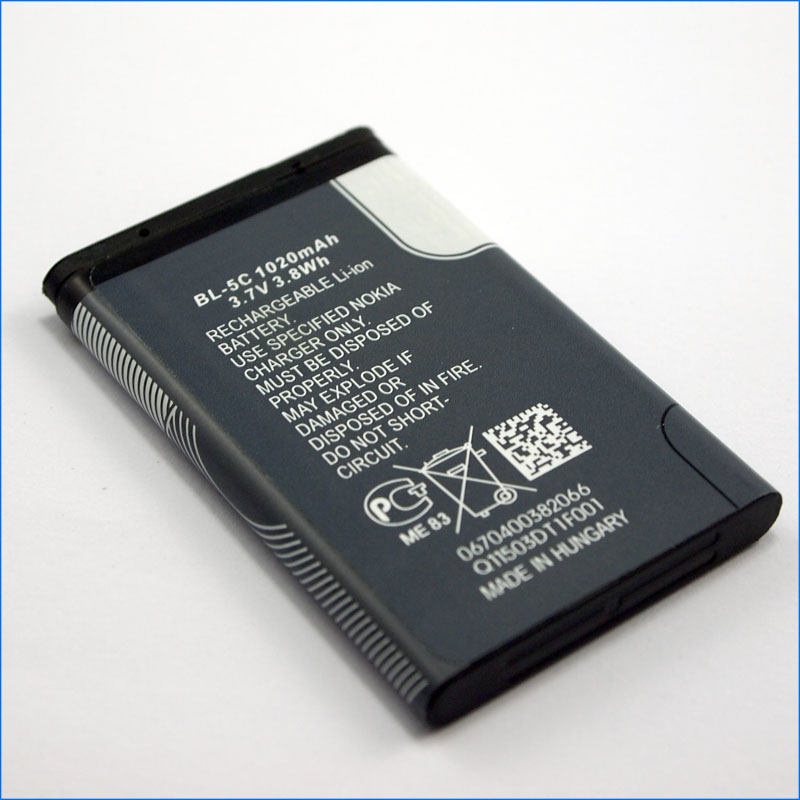 BL-5C 1020mAh
3.7V 3.8Wh
RECHARGEABLE Li-ion
BATTERY.
USE SPECIFIED NOKIA
CHARGER ONLY.
MUST BE DISPOSED OF
PROPERLY.
MAY EXPLODE IF
DAMAGED OR
DISPOSED OF IN FIRE.
DO NOT SHORT-
CIRCUIT.
РСТ
ME 83
0670400382066
Q11503DT1F001
MADE IN HUNGARY